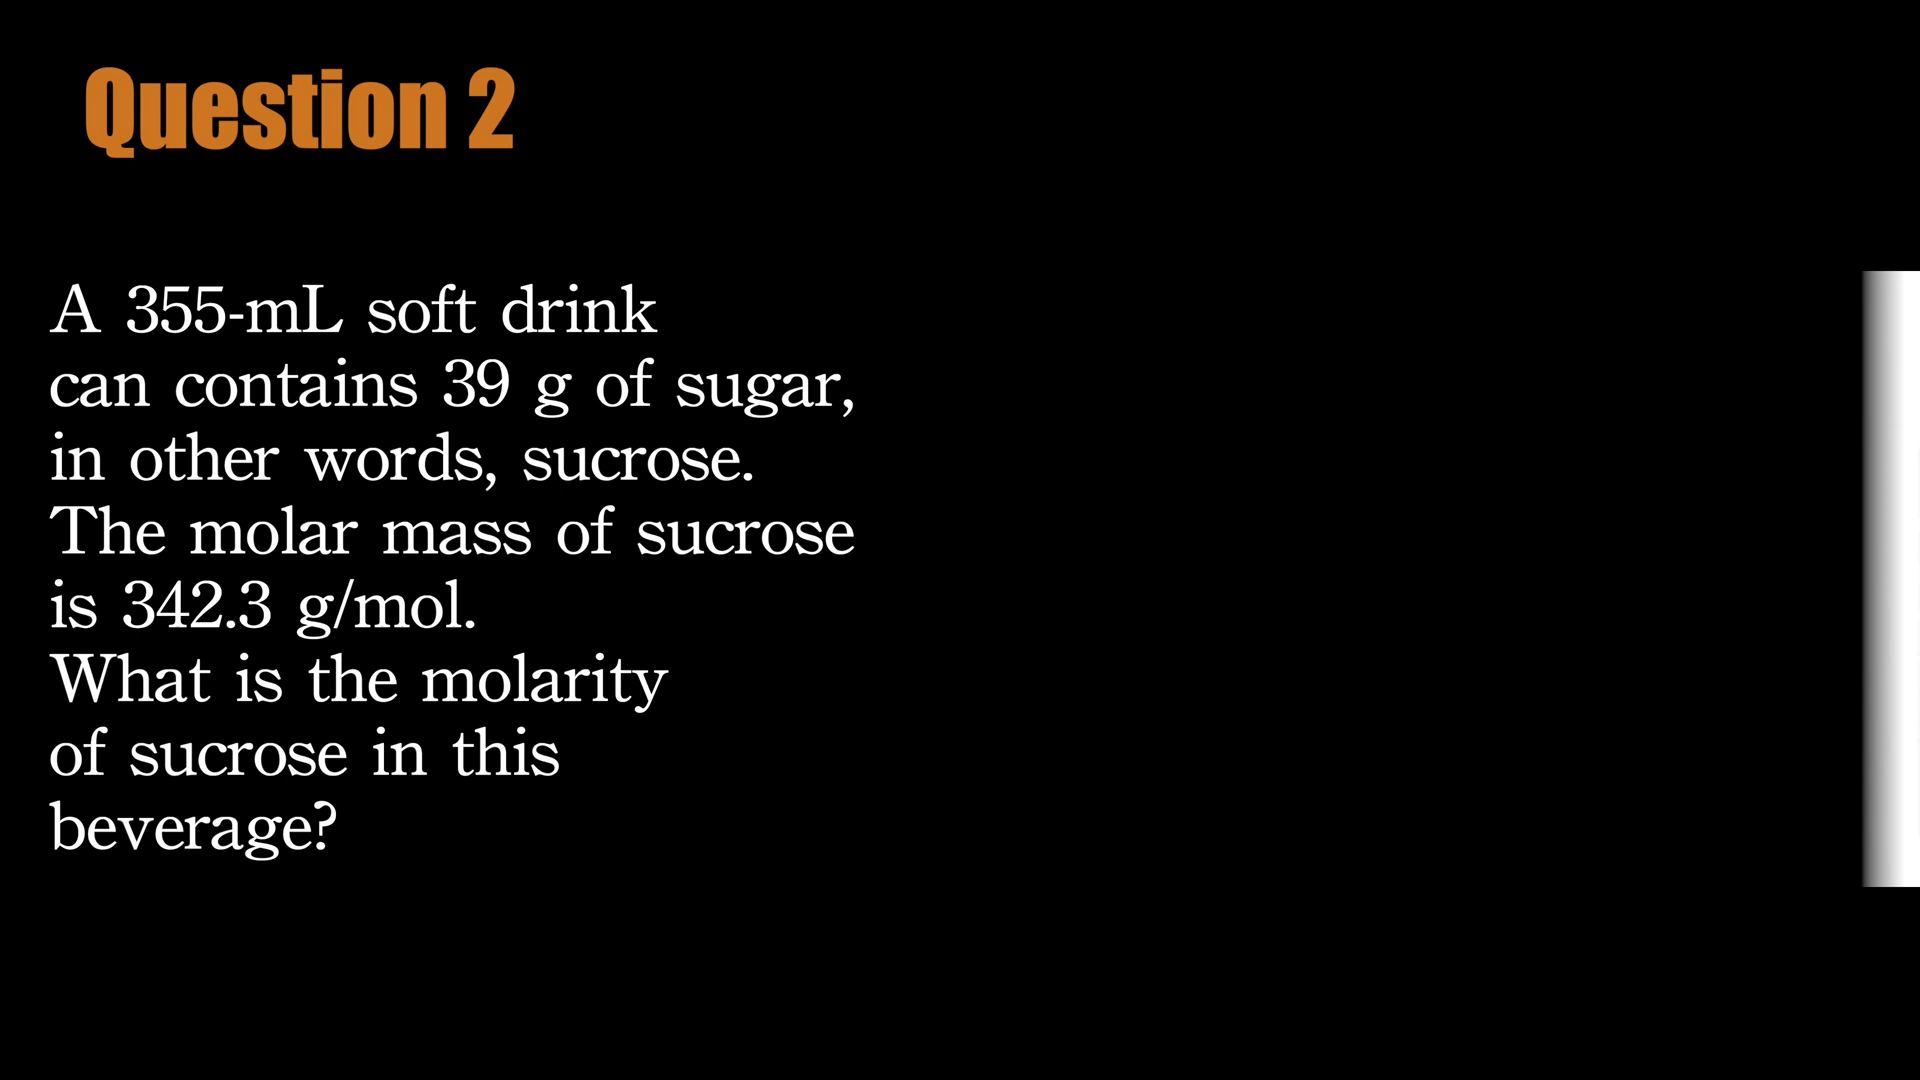 Question 2
A 355-mL soft drink
can contains 39 g of sugar,
in other words, sucrose.
The molar mass of sucrose
is 342.3 g/mol.
What is the molarity
of sucrose in this
beverage?